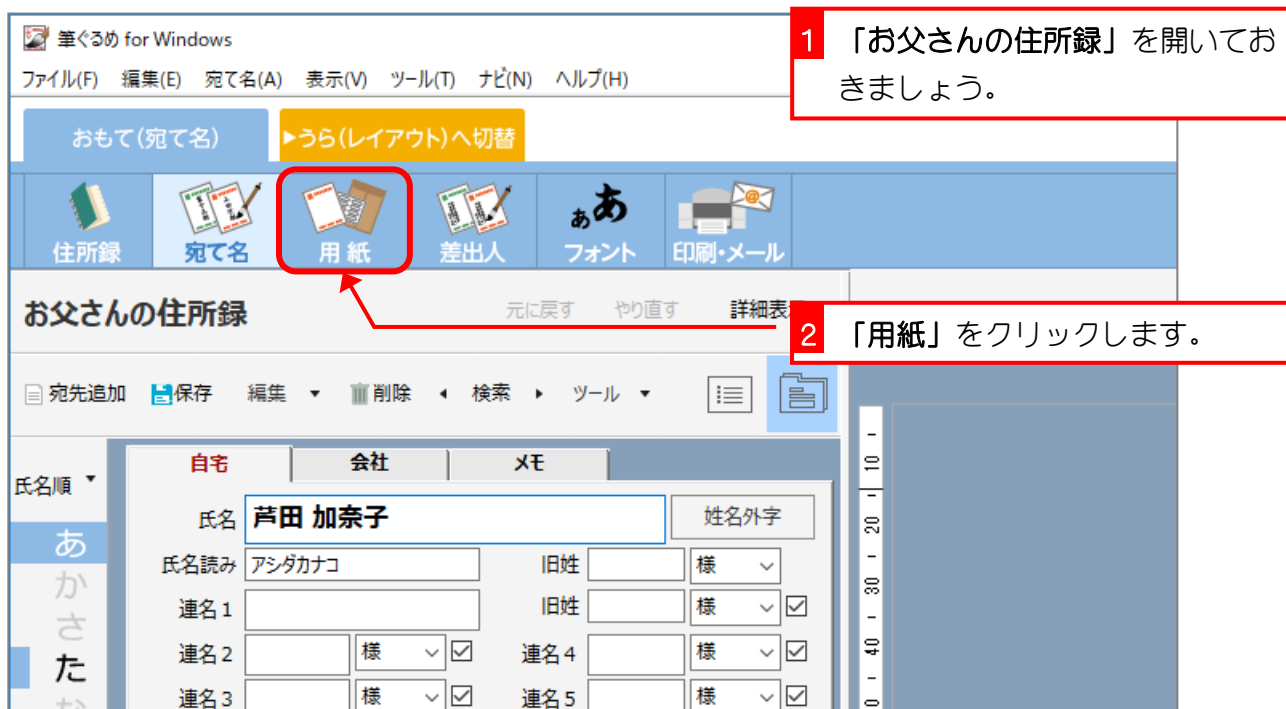 筆ぐるめ for Windows
ファイル(F) 編集(E) 宛て名(A) 表示(V) ツール(T) ナビ(N) ヘルプ(H)
1 「お父さんの住所録」を開いてお
きましょう。
おもて(宛て名) ▶うら(レイアウト)へ切替
住所録 宛て名 用紙 差出人 フォント 印刷・メール
お父さんの住所録 元に戻す やり直す 詳細表
2 「用紙」をクリックします。
宛先追加 保存 編集 ▼ 削除 ◀ 検索 ▶ ツール ▼
自宅 会社 メモ
氏名順 ▼
氏名 芦田 加奈子 姓名外字
氏名読み アシダカナコ 旧姓 様
連名1 旧姓 様
連名2 様 連名4 様
連名3 様 連名5 様
あ
か
さ
た
10
20
30
40